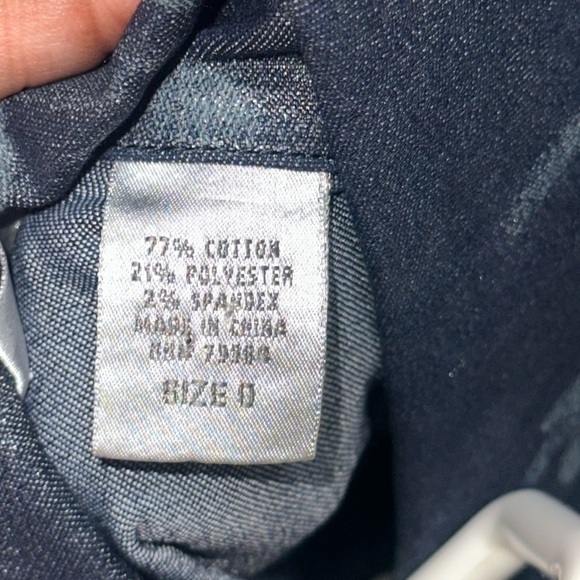 77% COTTON
21% POLYESTER
2% SPANDEX
MADE IN CHINA
RN#
SIZE 0